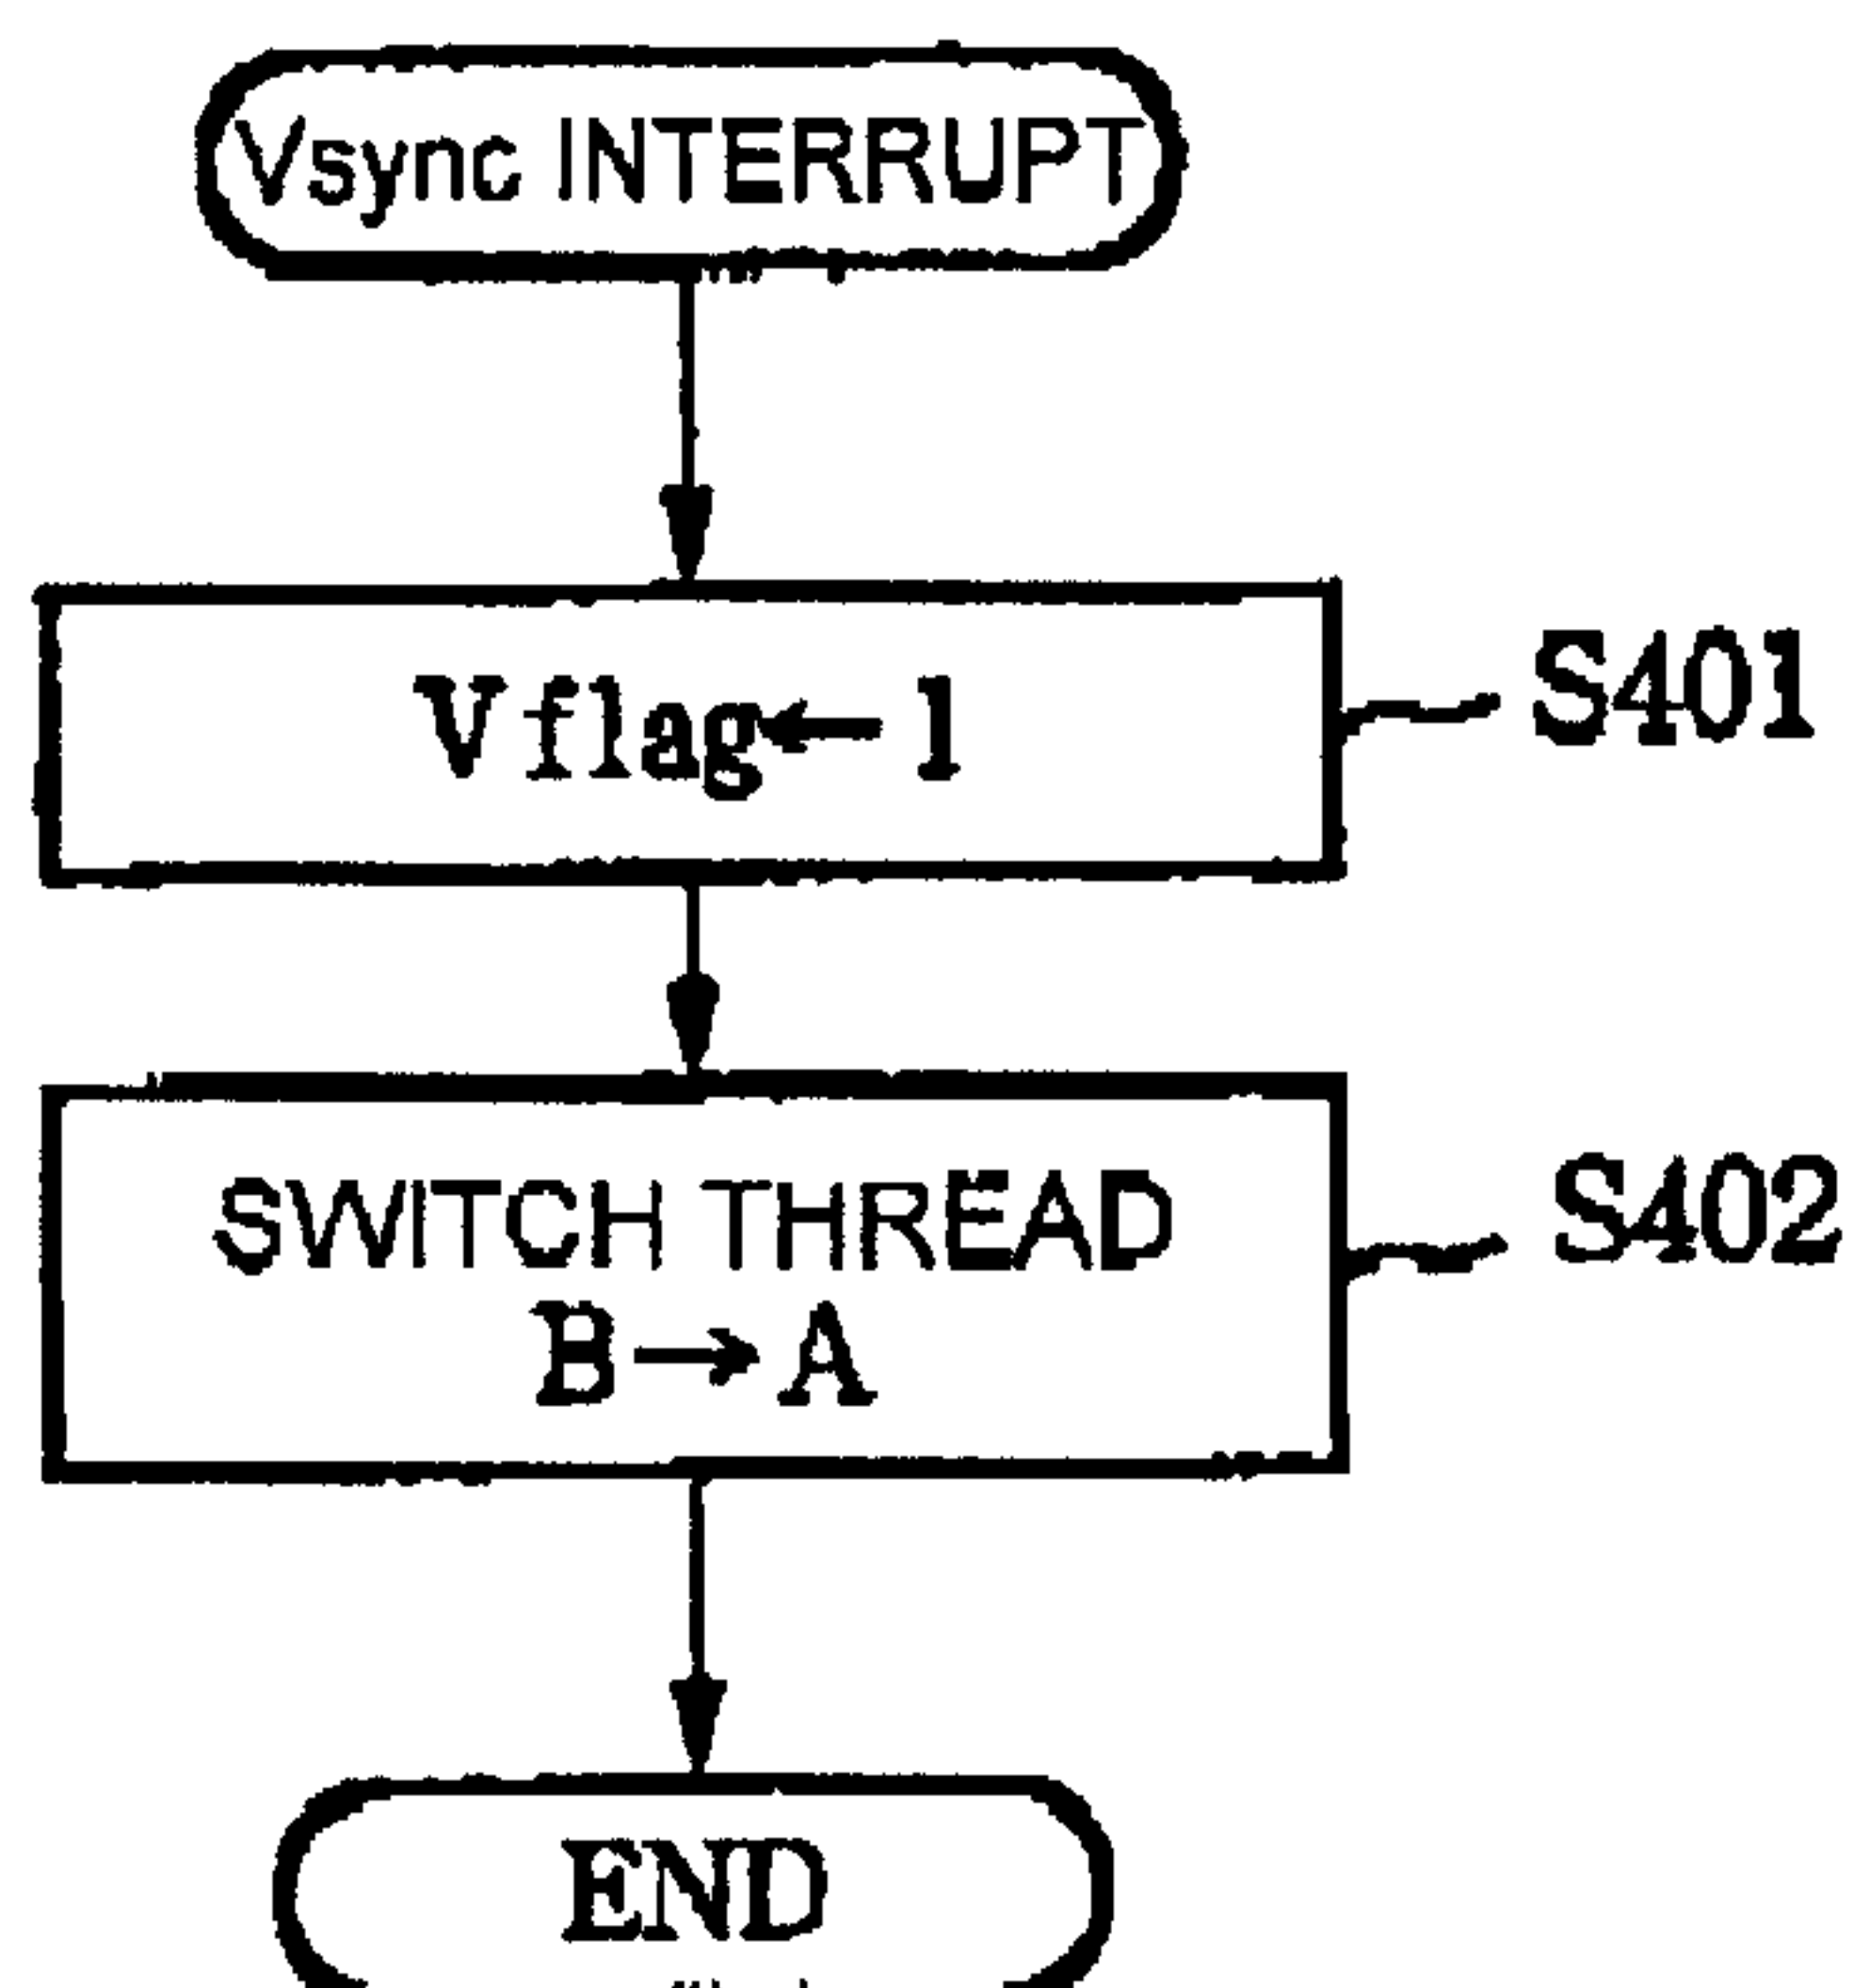 Vsync INTERRUPT
Vflag← 1
S401
SWITCH THREAD
B→A
S402
END